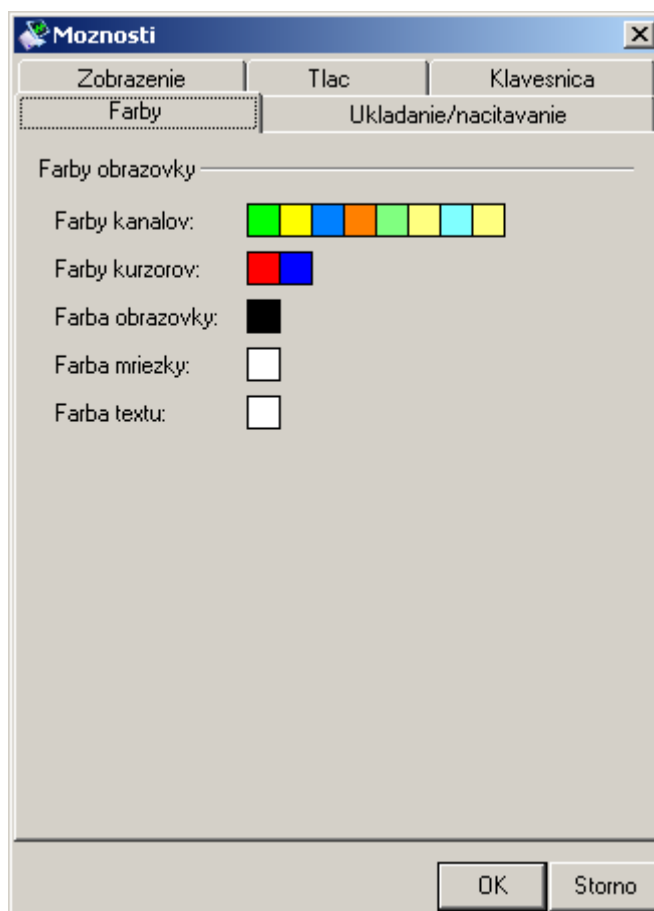 Moznosti
Zobrazenie Tlac Klavesnica
Farby Ukladanie/nacitavanie
Farby obrazovky
Farby kanalov:
Farby kurzorov:
Farba obrazovky:
Farba mriezky:
Farba textu:
OK Storno